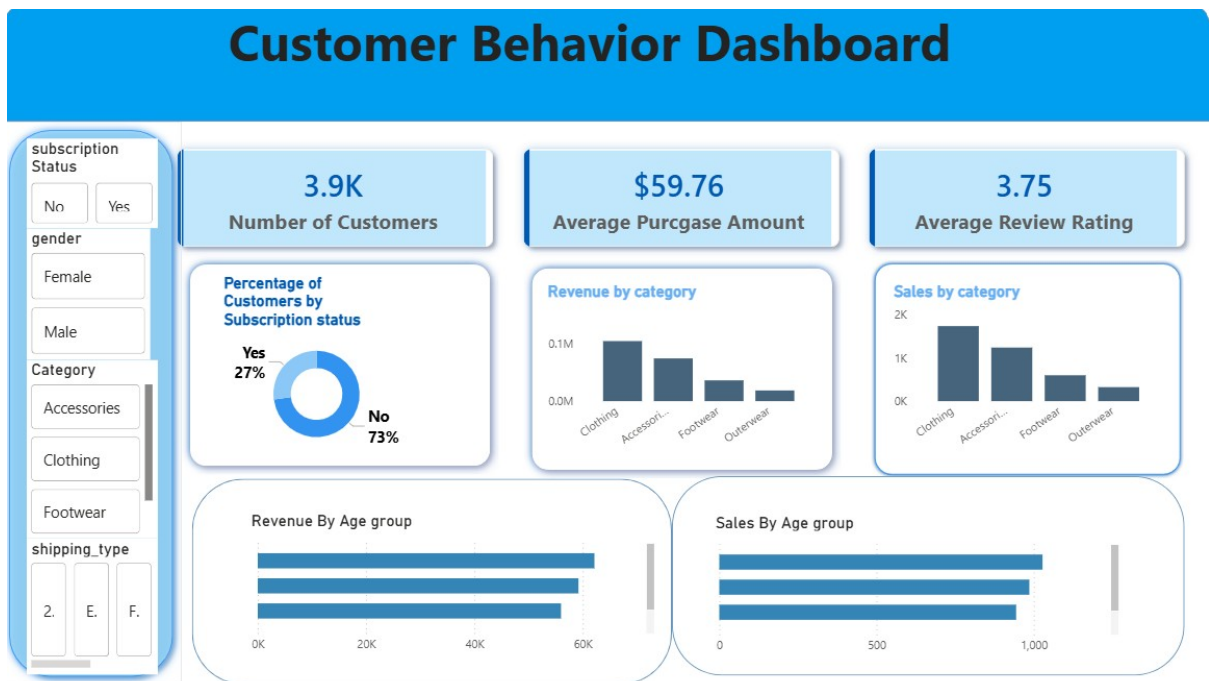 Customer Behavior Dashboard
subscription
Status
No
Yes
gender
Female
Male
Category
Accessories
Clothing
Footwear
shipping_type
2.
E.
F.
3.9K
Number of Customers
$59.76
Average Purcgase Amount
3.75
Average Review Rating
Percentage of
Customers by
Subscription status
Yes
27%
No
73%
Revenue by category
0.1M
0.0M
Clothing
Accessori...
Footwear
Outerwear
Sales by category
2K
1K
0K
Clothing
Accessori...
Footwear
Outerwear
Revenue By Age group
0K
20K
40K
60K
Sales By Age group
0
500
1,000